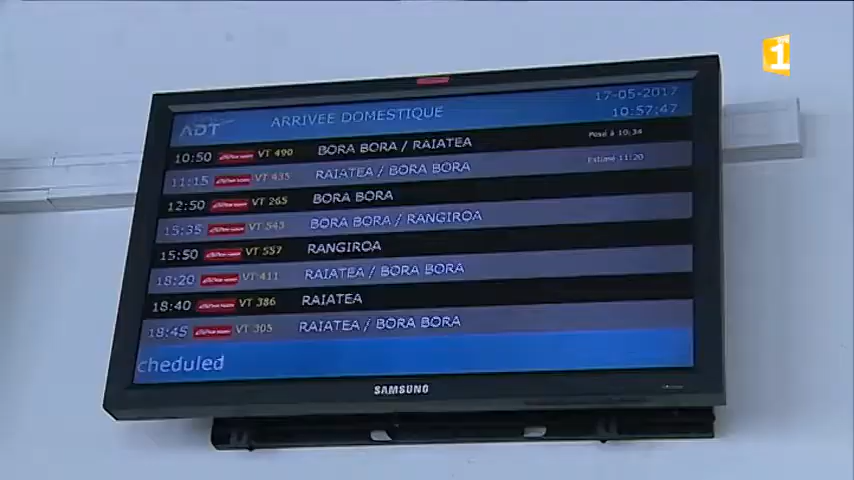 1
17-05-2017
ADT ARRIVEE DOMESTIQUE 10:57:47
10:50 VT 490 BORA BORA / RAIATEA Posé à 10:34
11:15 VT 435 RAIATEA / BORA BORA Estimé 11:20
12:50 VT 265 BORA BORA
15:35 VT 545 BORA BORA / RANGIROA
15:50 VT 557 RANGIROA
18:20 VT 411 RAIATEA / BORA BORA
18:40 VT 386 RAIATEA
18:45 VT 305 RAIATEA / BORA BORA
cheduled
SAMSUNG